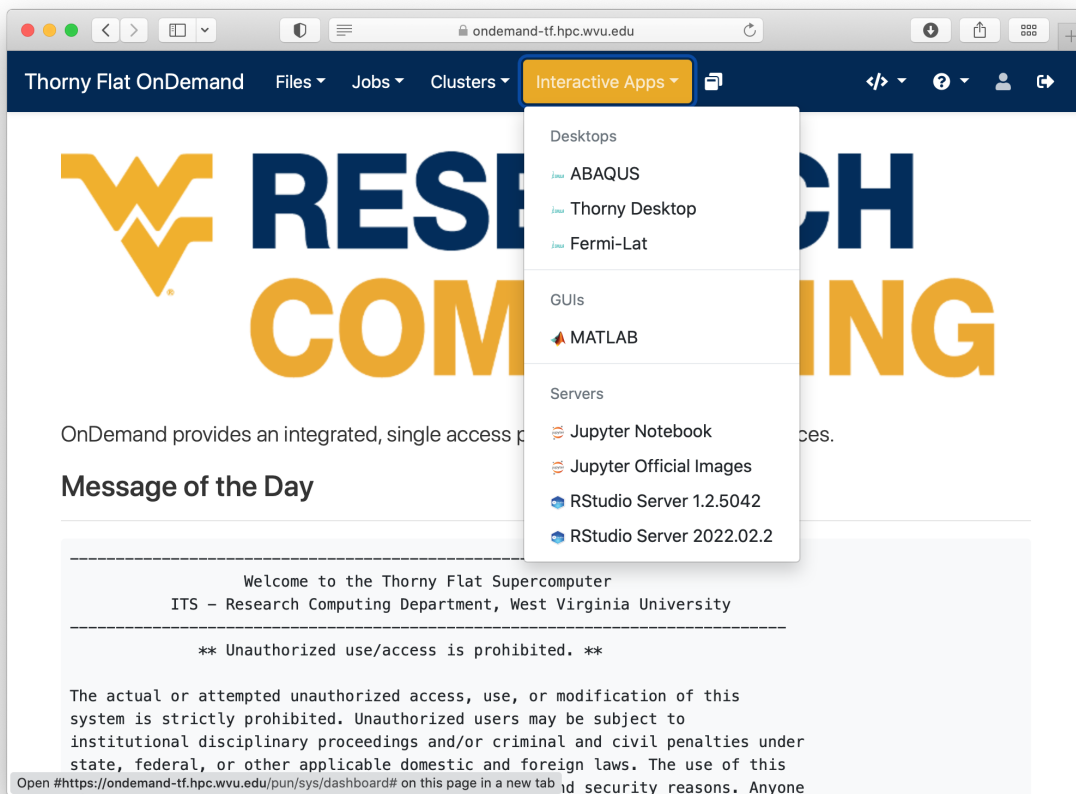 ondemand-tf.hpc.wvu.edu
Thorny Flat OnDemand Files Jobs Clusters Interactive Apps
Desktops
ABAQUS
Thorny Desktop
Fermi-Lat
GUIs
MATLAB
Servers
Jupyter Notebook
Jupyter Official Images
RStudio Server 1.2.5042
RStudio Server 2022.02.2
WV RES CH
COM ING
OnDemand provides an integrated, single access p ces.
Message of the Day
------------------------------------------------------------------------------
Welcome to the Thorny Flat Supercomputer
ITS - Research Computing Department, West Virginia University
------------------------------------------------------------------------------
** Unauthorized use/access is prohibited. **
The actual or attempted unauthorized access, use, or modification of this
system is strictly prohibited. Unauthorized users may be subject to
institutional disciplinary proceedings and/or criminal and civil penalties under
state, federal, or other applicable domestic and foreign laws. The use of this
d security reasons. Anyone
Open #https://ondemand-tf.hpc.wvu.edu/pun/sys/dashboard# on this page in a new tab